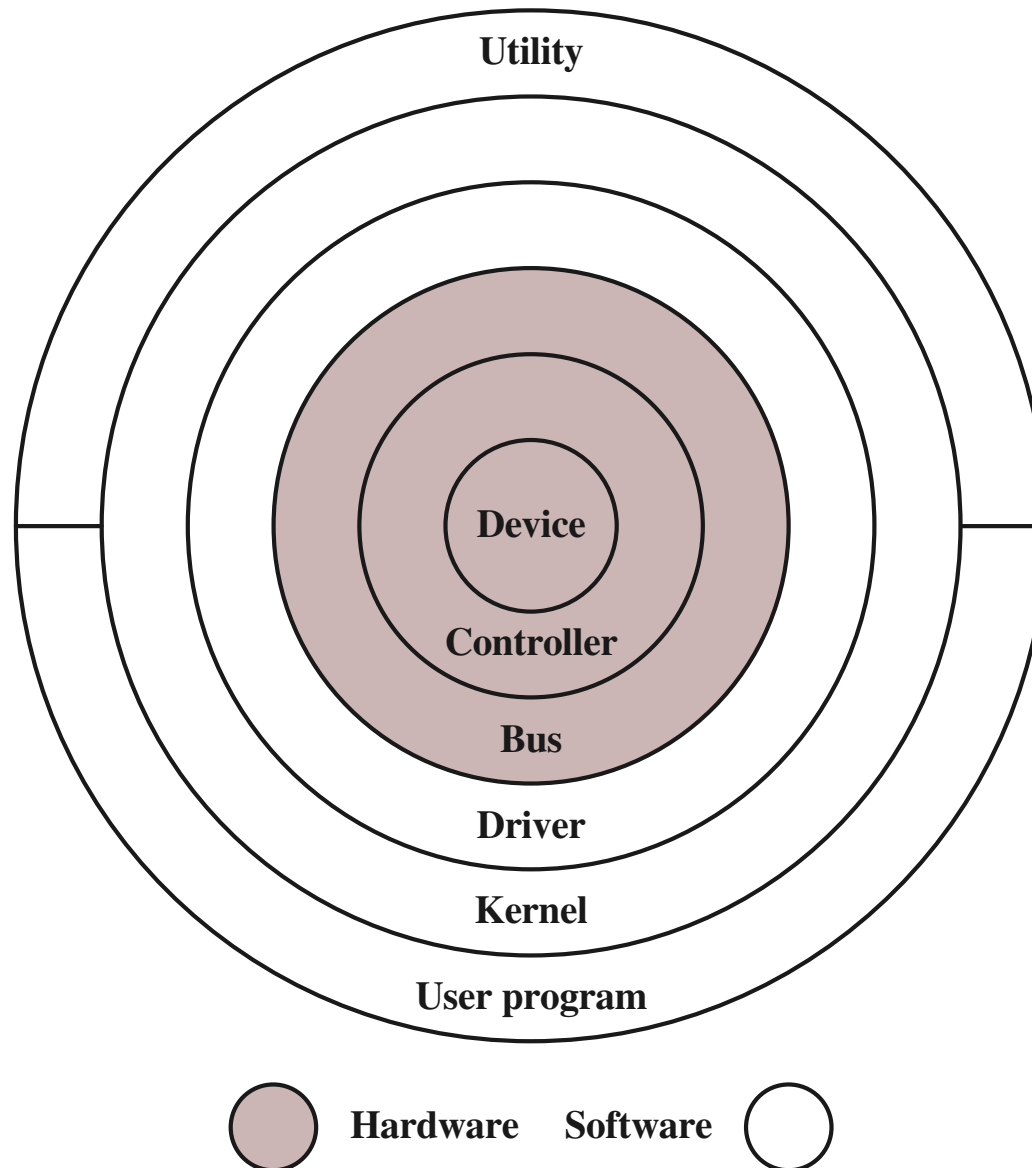 Utility
Device
Controller
Bus
Driver
Kernel
User program
Hardware Software